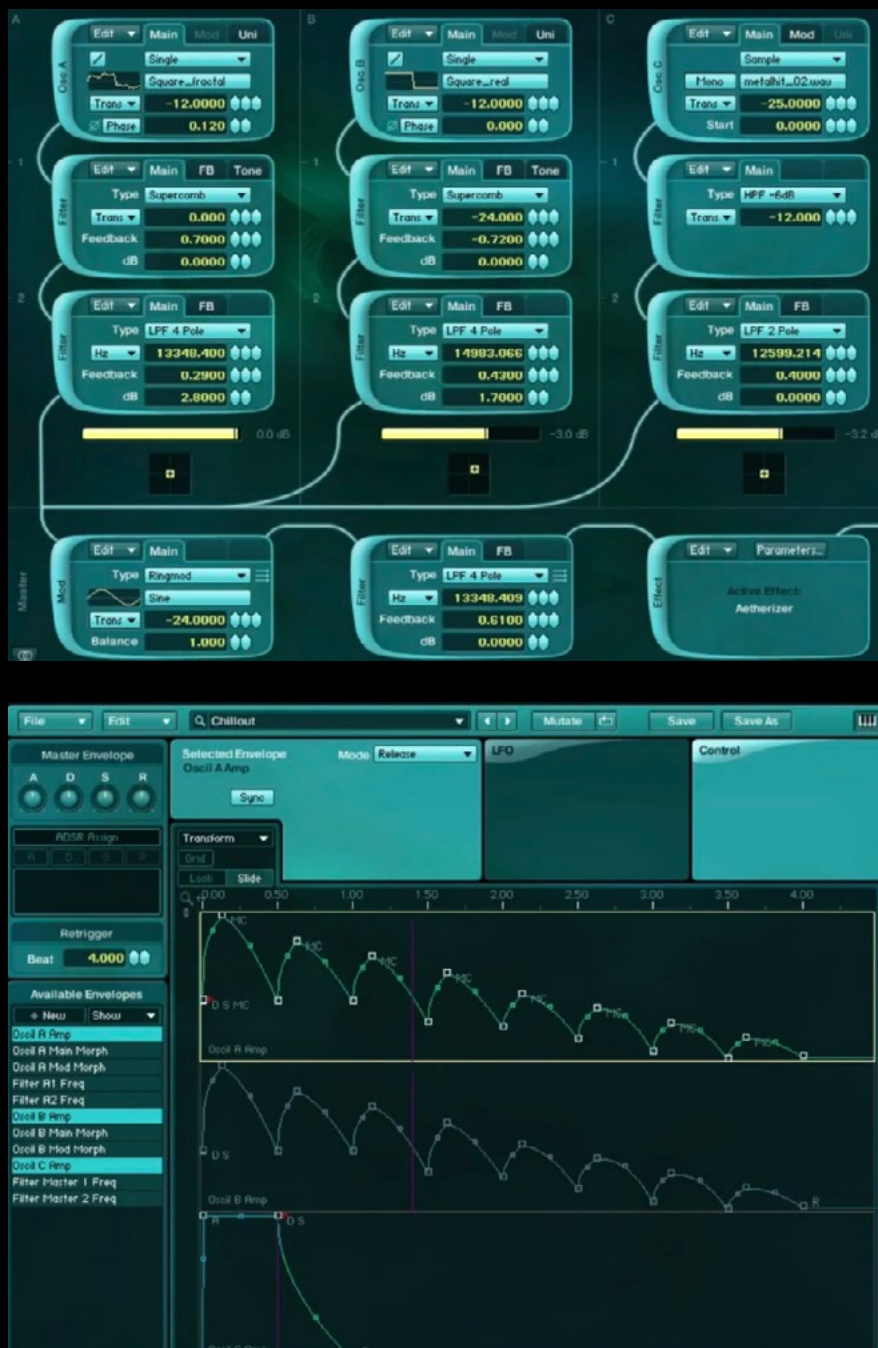 A B C
Osc A Edit Main Mod Uni
Single
Square_fractal
Trans -12.0000
Phase 0.120
Osc B Edit Main Mod Uni
Single
Square_real
Trans -12.0000
Phase 0.000
Osc C Edit Main Mod Uni
Sample
Mono metalhit_02.wav
Trans -25.0000
Start 0.0000
1 1 1
Filter Edit Main FB Tone
Type Supercomb
Trans 0.000
Feedback 0.7000
dB 0.0000
Filter Edit Main FB Tone
Type Supercomb
Trans -24.000
Feedback -0.7200
dB 0.0000
Filter Edit Main
Type HPF -6dB
Trans -12.000
2 2 2
Filter Edit Main FB
Type LPF 4 Pole
Hz 13348.400
Feedback 0.2900
dB 2.8000
Filter Edit Main FB
Type LPF 4 Pole
Hz 14983.066
Feedback 0.4300
dB 1.7000
Filter Edit Main FB
Type LPF 2 Pole
Hz 12599.214
Feedback 0.4000
dB 0.0000
0.0 dB -3.0 dB -3.2 d
Master
Mod Edit Main
Type Ringmod
Sine
Trans -24.0000
Balance 1.000
Filter Edit Main FB
Type LPF 4 Pole
Hz 13348.409
Feedback 0.6100
dB 0.0000
Effect Edit Parameters...
Active Effect:
Aetherizer
File Edit Chillout Mutate Save Save As
Master Envelope
A D S R
ADSR Assign
A D S R
Retrigger
Beat 4.000
Available Envelopes
+ New Show
Oscil A Amp
Oscil A Main Morph
Oscil A Mod Morph
Filter A1 Freq
Filter A2 Freq
Oscil B Amp
Oscil B Main Morph
Oscil B Mod Morph
Oscil C Amp
Filter Master 1 Freq
Filter Master 2 Freq
Selected Envelope Mode Release
Oscil A Amp
Sync
LFO
Control
Transform
Grid
Lock Slide
0.00 0.50 1.00 1.50 2.00 2.50 3.00 3.50 4.00
MC MC MC MC MC MC MC MC
D S MC
Oscil A Amp
D S
R
Oscil B Amp
A D S